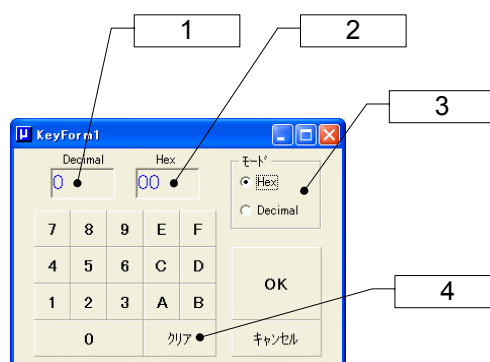 1
2
3
μ KeyForm1
Decimal Hex モード
0 00 Hex
Decimal
7 8 9 E F
4 5 6 C D
OK
1 2 3 A B
4
0 クリア キャンセル